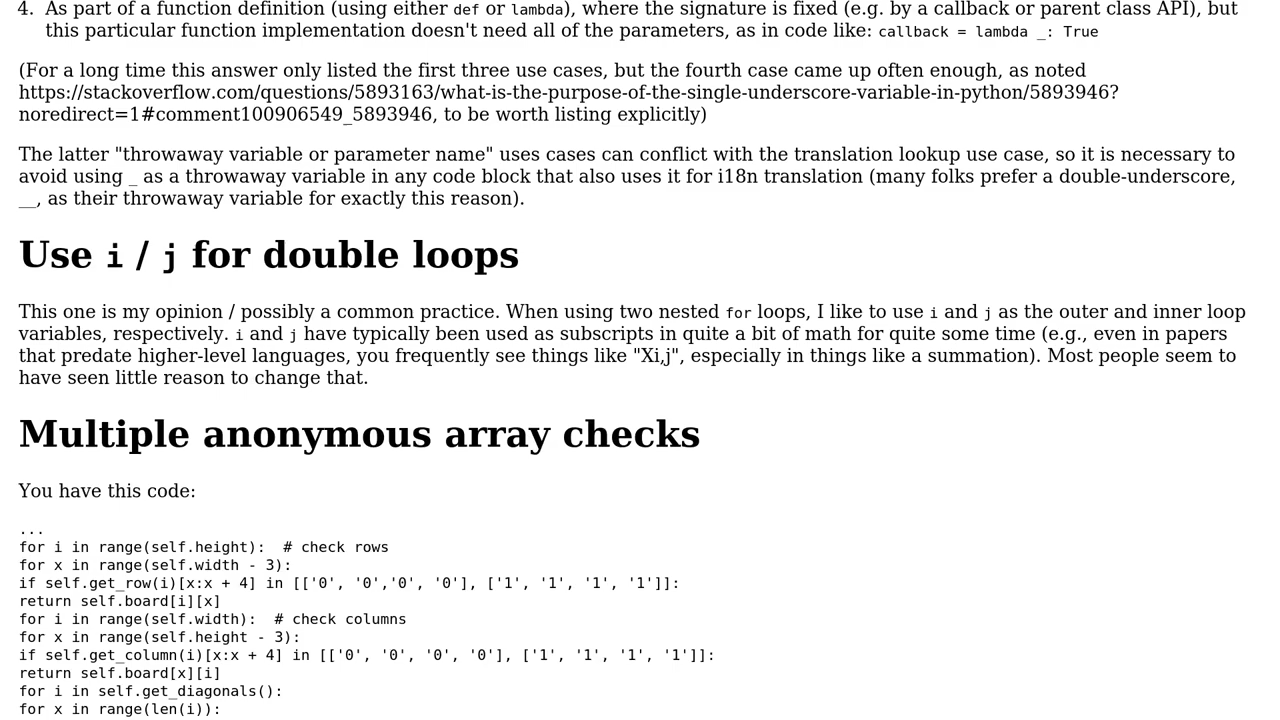 4. As part of a function definition (using either def or lambda), where the signature is fixed (e.g. by a callback or parent class API), but
this particular function implementation doesn't need all of the parameters, as in code like: callback = lambda _: True
(For a long time this answer only listed the first three use cases, but the fourth case came up often enough, as noted
https://stackoverflow.com/questions/5893163/what-is-the-purpose-of-the-single-underscore-variable-in-python/5893946?
noredirect=1#comment100906549_5893946, to be worth listing explicitly)
The latter "throwaway variable or parameter name" uses cases can conflict with the translation lookup use case, so it is necessary to
avoid using _ as a throwaway variable in any code block that also uses it for i18n translation (many folks prefer a double-underscore,
__, as their throwaway variable for exactly this reason).
Use i / j for double loops
This one is my opinion / possibly a common practice. When using two nested for loops, I like to use i and j as the outer and inner loop
variables, respectively. i and j have typically been used as subscripts in quite a bit of math for quite some time (e.g., even in papers
that predate higher-level languages, you frequently see things like "Xi,j", especially in things like a summation). Most people seem to
have seen little reason to change that.
Multiple anonymous array checks
You have this code:
...
for i in range(self.height):  # check rows
for x in range(self.width - 3):
if self.get_row(i)[x:x + 4] in [['0', '0','0', '0'], ['1', '1', '1', '1']]:
return self.board[i][x]
for i in range(self.width):  # check columns
for x in range(self.height - 3):
if self.get_column(i)[x:x + 4] in [['0', '0', '0', '0'], ['1', '1', '1', '1']]:
return self.board[x][i]
for i in self.get_diagonals():
for x in range(len(i)):